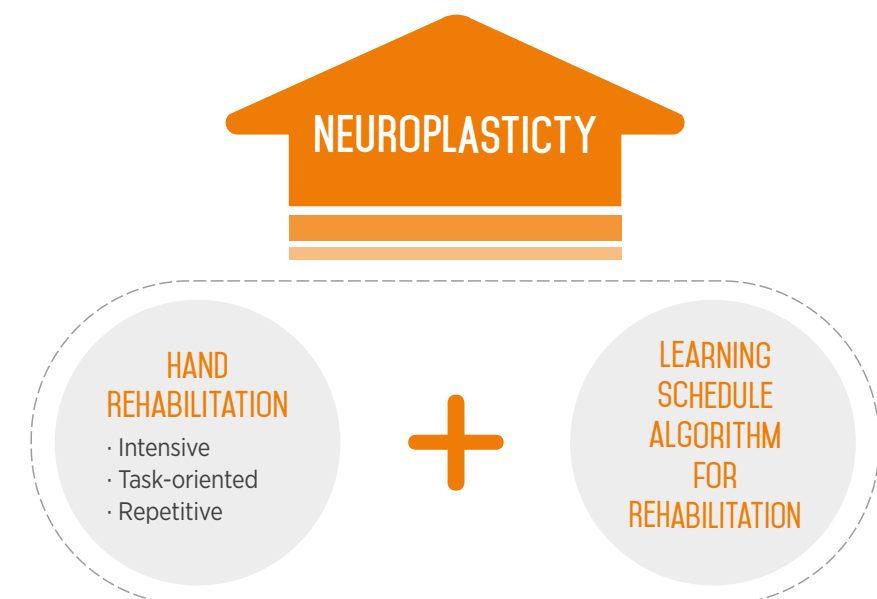 NEUROPLASTICTY
HAND
REHABILITATION
· Intensive
· Task-oriented
· Repetitive
+
LEARNING
SCHEDULE
ALGORITHM
FOR
REHABILITATION